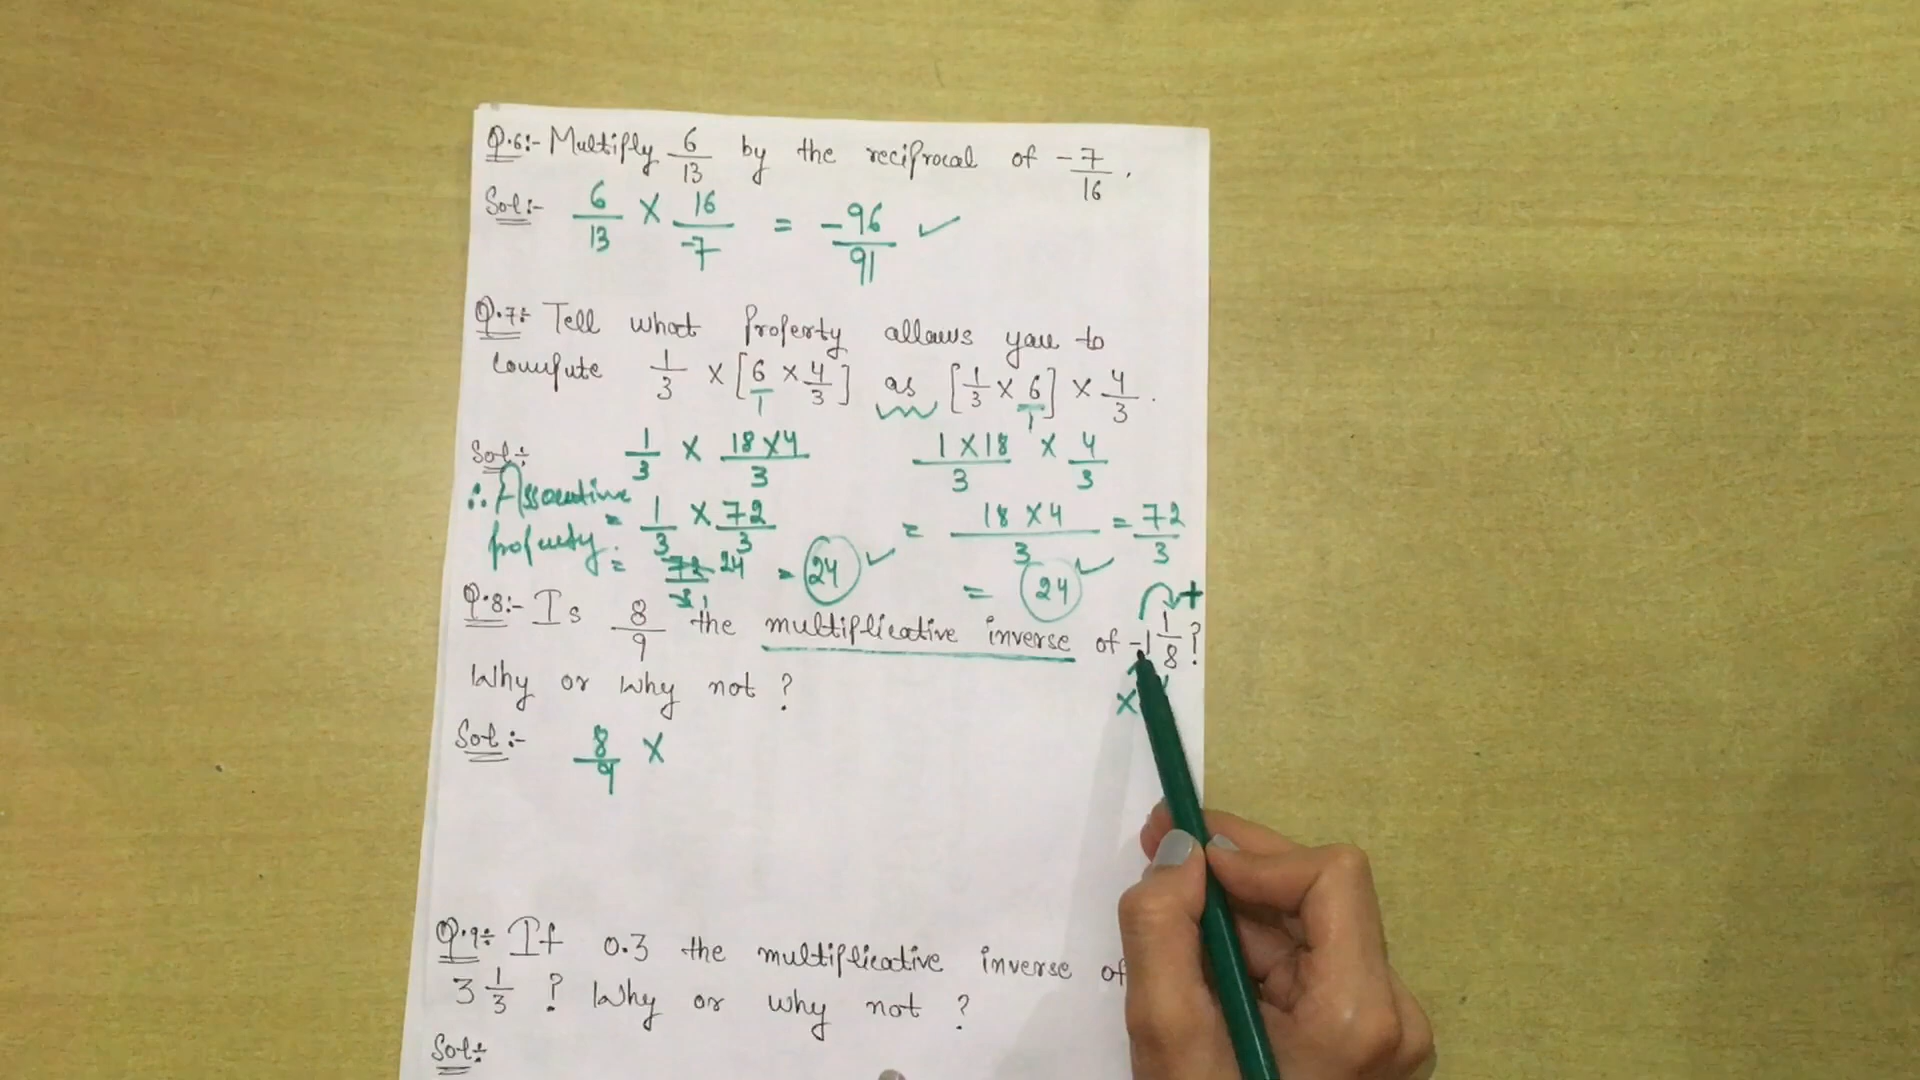 Q.6:- Multiply 6/13 by the reciprocal of -7/16.
Sol:- 6/13 × 16/-7 = -96/91 ✓
Q.7÷ Tell what Property allows you to
compute 1/3 × [6/1 × 4/3] as [1/3 × 6/1] × 4/3.
Sol÷ 1/3 × 18×4/3 1×18/3 × 4/3
∴ Associative = 1/3 × 72/3 = 18×4/3 = 72/3
property = 72/3 24 = 24 ✓ = 24 ✓
Q.8:- Is 8/9 the multiplicative inverse of -1 1/8? +
Why or Why not? ×
Sol:- 8/9 ×
Q.9÷ If 0.3 the multiplicative inverse of
3 1/3? Why or why not?
Sol÷